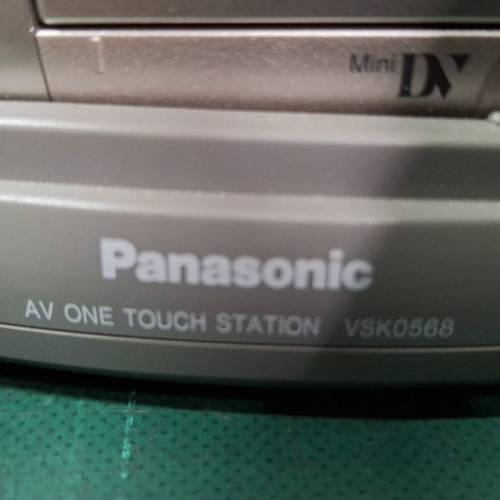 Mini DV
Panasonic
AV ONE TOUCH STATION VSK0568